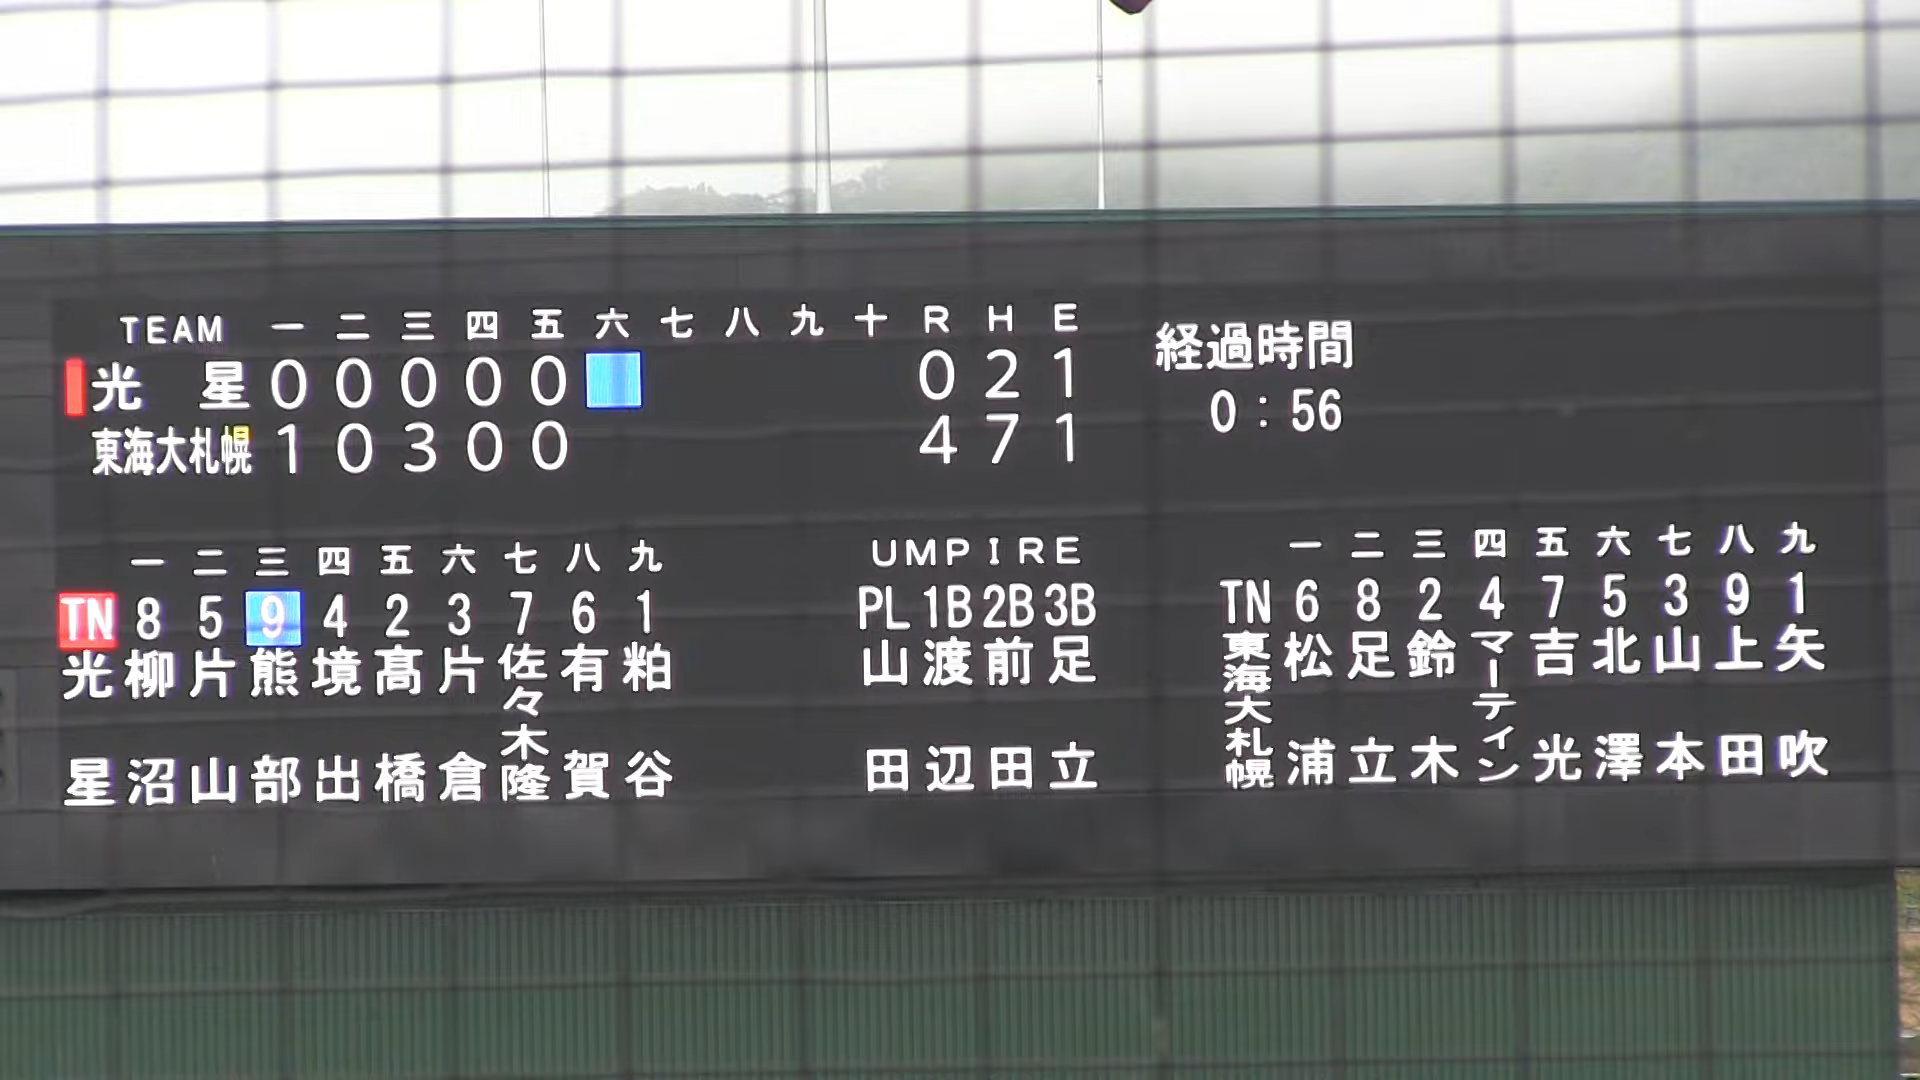 TEAM 一 二 三 四 五 六 七 八 九 十 R H E
光星 0 0 0 0 0 0 2 1
東海大札幌 1 0 3 0 0 4 7 1
経過時間
0:56
一 二 三 四 五 六 七 八 九
TN 8 5 9 4 2 3 7 6 1
光星 柳沼 片山 熊部 境出 髙橋 片倉 佐々木隆 有賀 粕谷
UMPIRE
PL 1B 2B 3B
山田 渡辺 前田 足立
一 二 三 四 五 六 七 八 九
TN 6 8 2 4 7 5 3 9 1
東海大札幌 松浦 足立 鈴木 マーティン 吉光 北澤 山本 上田 矢吹